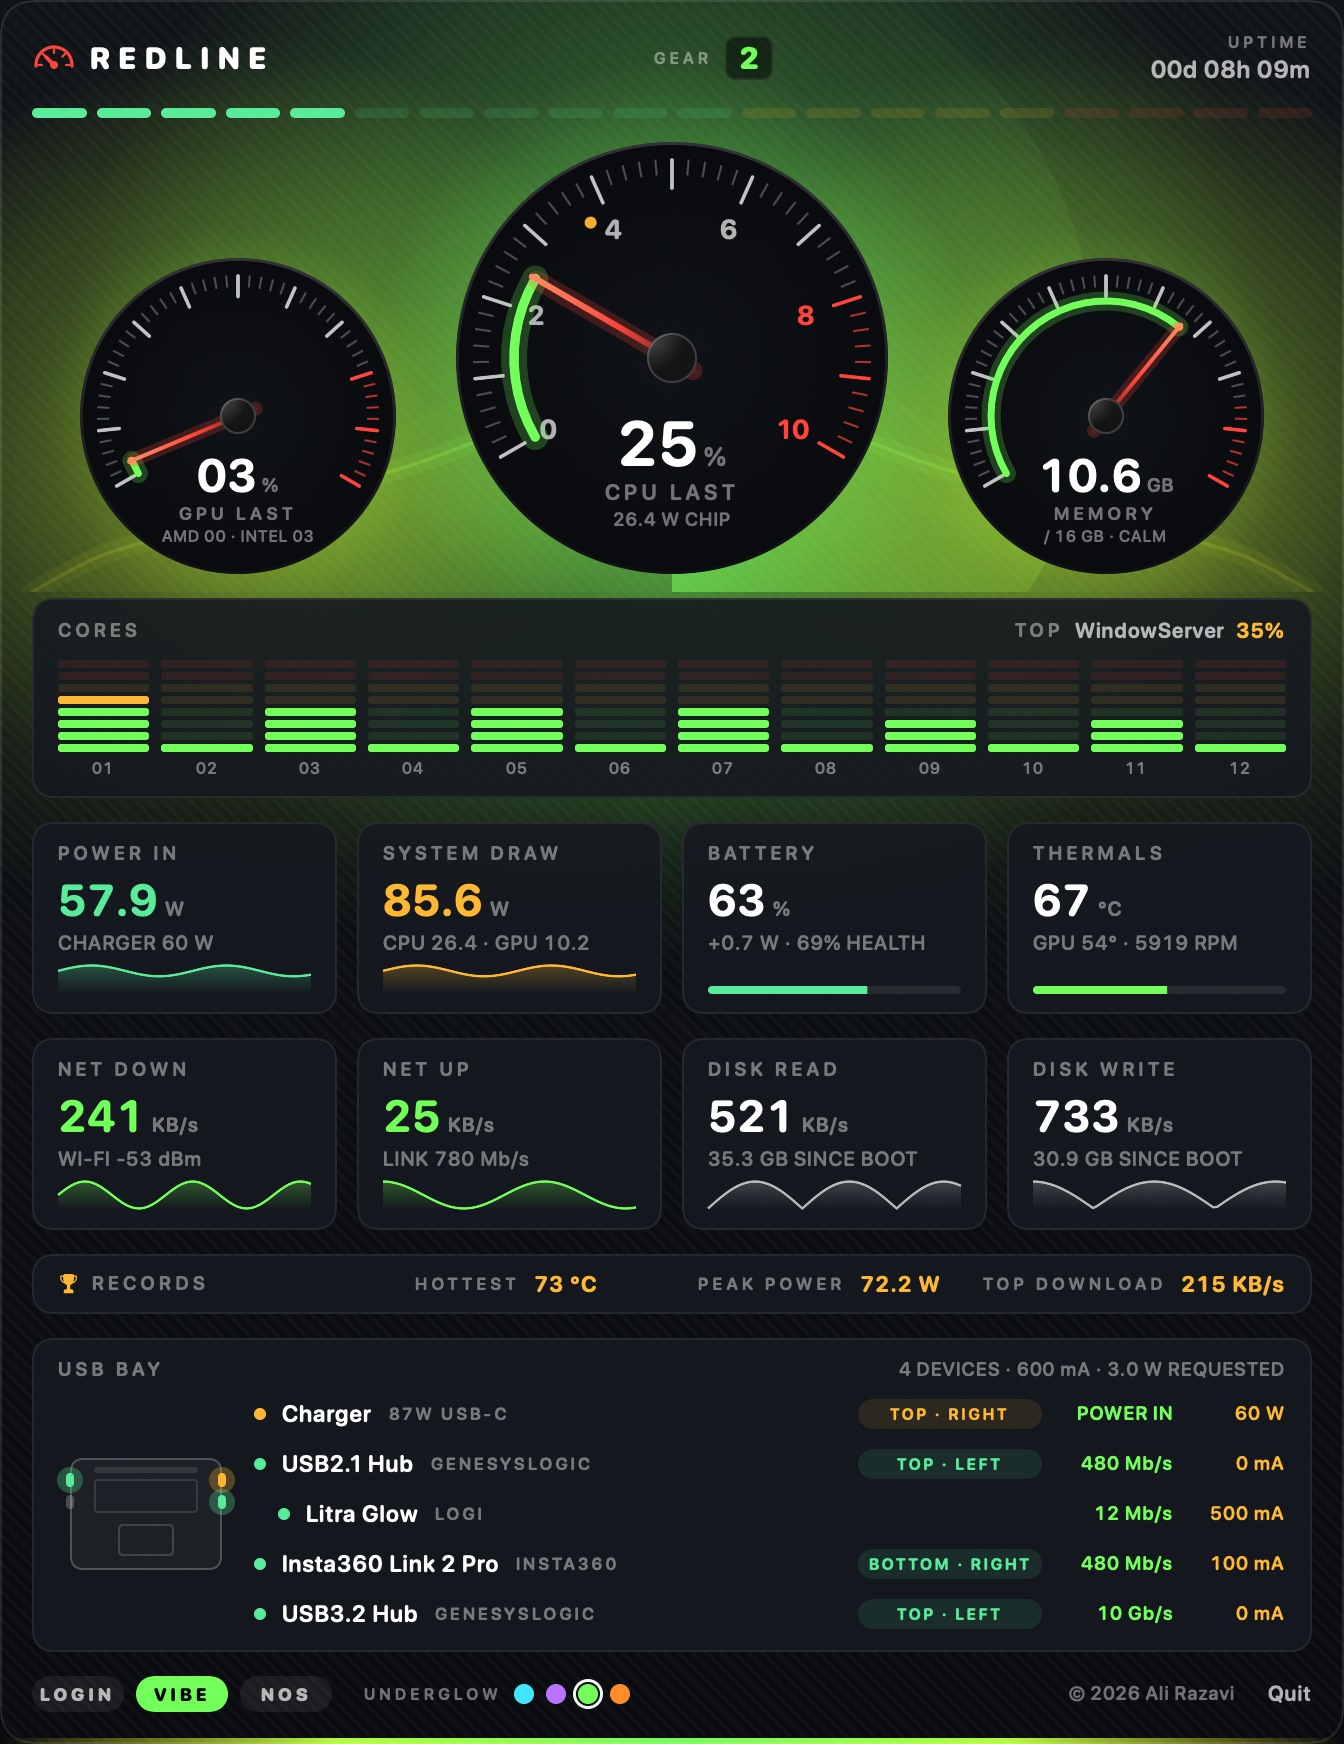 REDLINE
GEAR 2
UPTIME
00d 08h 09m
4 6
2 8
0 10
25 %
CPU LAST
26.4 W CHIP
03 %
GPU LAST
AMD 00 · INTEL 03
10.6 GB
MEMORY
/ 16 GB · CALM
CORES TOP WindowServer 35%
01 02 03 04 05 06 07 08 09 10 11 12
POWER IN
57.9 W
CHARGER 60 W
SYSTEM DRAW
85.6 W
CPU 26.4 · GPU 10.2
BATTERY
63 %
+0.7 W · 69% HEALTH
THERMALS
67 °C
GPU 54° · 5919 RPM
NET DOWN
241 KB/s
WI-FI -53 dBm
NET UP
25 KB/s
LINK 780 Mb/s
DISK READ
521 KB/s
35.3 GB SINCE BOOT
DISK WRITE
733 KB/s
30.9 GB SINCE BOOT
RECORDS HOTTEST 73 °C PEAK POWER 72.2 W TOP DOWNLOAD 215 KB/s
USB BAY 4 DEVICES · 600 mA · 3.0 W REQUESTED
Charger 87W USB-C TOP · RIGHT POWER IN 60 W
USB2.1 Hub GENESYSLOGIC TOP · LEFT 480 Mb/s 0 mA
Litra Glow LOGI 12 Mb/s 500 mA
Insta360 Link 2 Pro INSTA360 BOTTOM · RIGHT 480 Mb/s 100 mA
USB3.2 Hub GENESYSLOGIC TOP · LEFT 10 Gb/s 0 mA
LOGIN VIBE NOS UNDERGLOW © 2026 Ali Razavi Quit